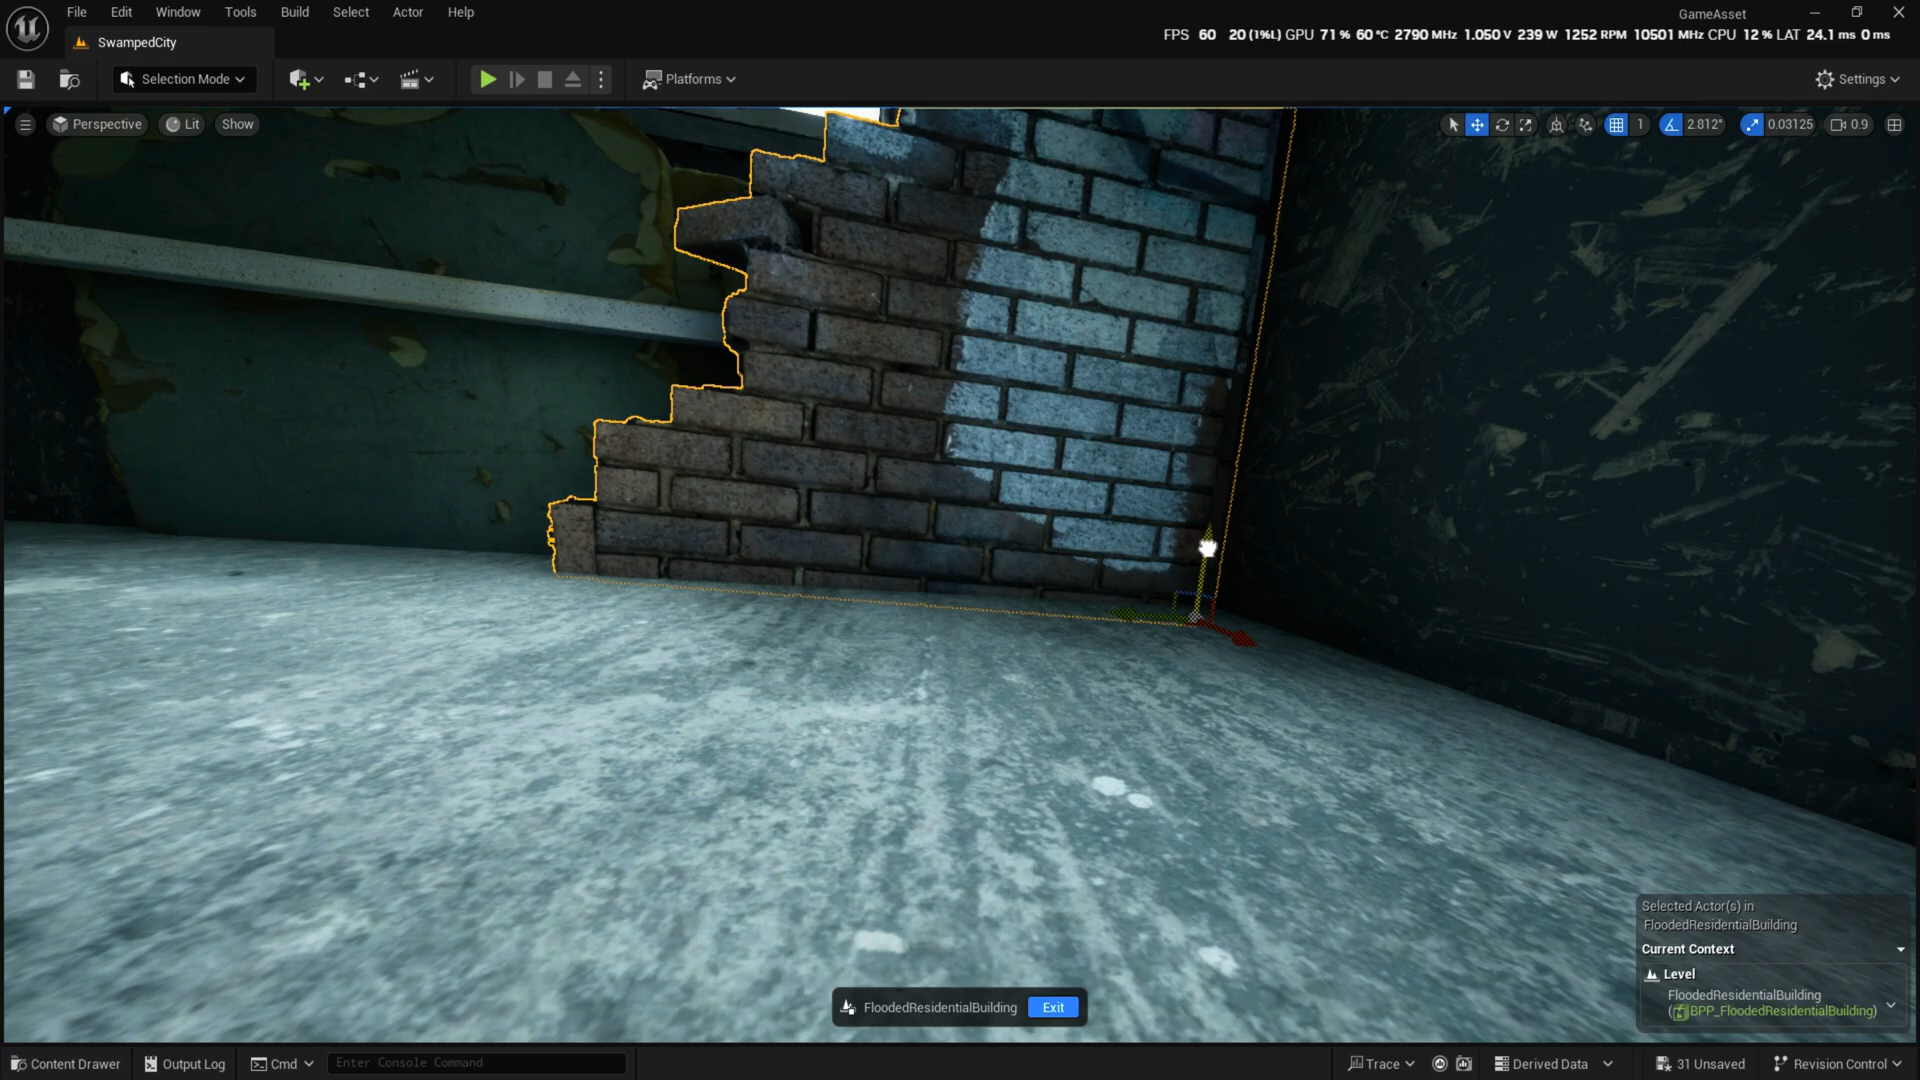 File Edit Window Tools Build Select Actor Help
GameAsset
SwampedCity
FPS 60 20 (1%L) GPU 71 % 60 °C 2790 MHz 1.050 V 239 W 1252 RPM 10501 MHz CPU 12 % LAT 24.1 ms 0 ms
Selection Mode
Platforms
Settings
Perspective Lit Show
1 2.812° 0.03125 0.9
Selected Actor(s) in
FloodedResidentialBuilding
Current Context
Level
FloodedResidentialBuilding
(BPP_FloodedResidentialBuilding)
FloodedResidentialBuilding Exit
Content Drawer Output Log Cmd Enter Console Command Trace Derived Data 31 Unsaved Revision Control